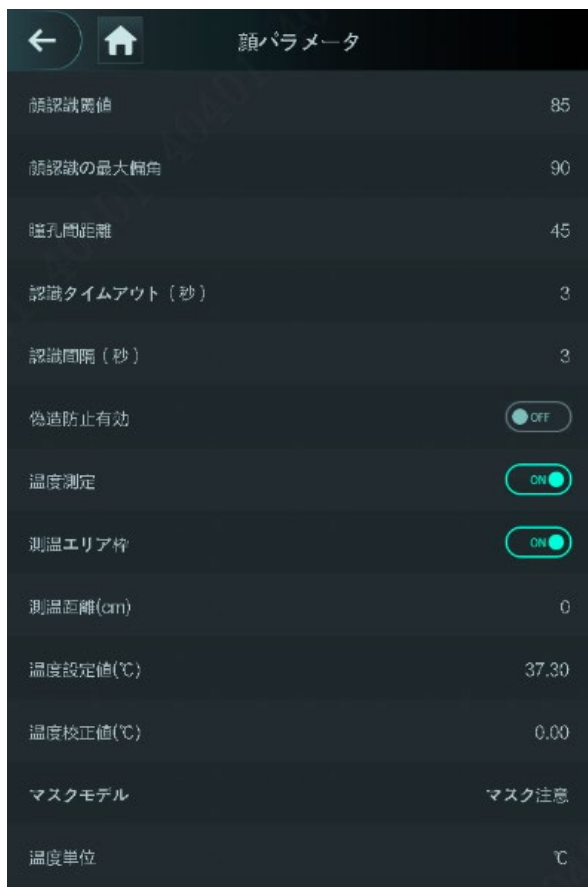 顔パラメータ
顔認識閾値 85
顔認識の最大偏角 90
瞳孔間距離 45
認識タイムアウト（秒） 3
認識間隔（秒） 3
偽造防止有効 OFF
温度測定 ON
測温エリア枠 ON
測温距離(cm) 0
温度設定値(℃) 37.30
温度校正値(℃) 0.00
マスクモデル マスク注意
温度単位 ℃